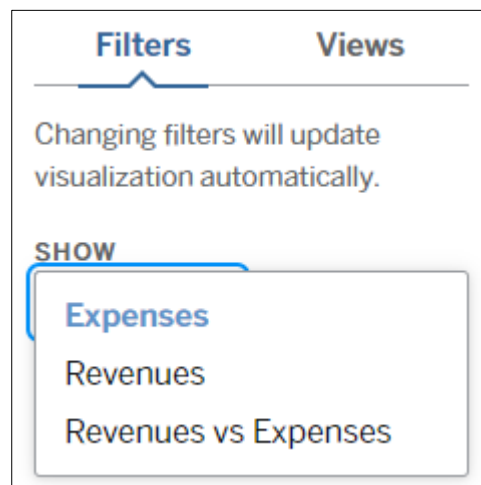 Filters Views
Changing filters will update
visualization automatically.
SHOW
Expenses
Revenues
Revenues vs Expenses